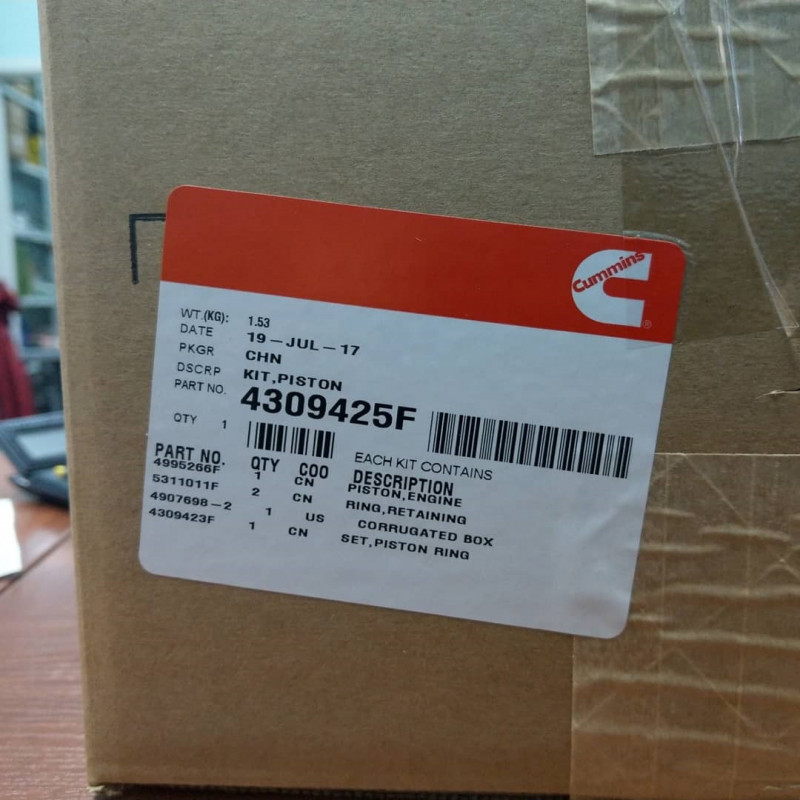 Cummins
®
WT.(KG): 1.53
DATE 19-JUL-17
PKGR CHN
DSCRP KIT,PISTON
PART NO. 4309425F
QTY 1
EACH KIT CONTAINS
PART NO. QTY COO DESCRIPTION
4995266F 1 CN PISTON,ENGINE
5311011F 2 CN RING,RETAINING
4907698-2 1 US CORRUGATED BOX
4309423F 1 CN SET,PISTON RING